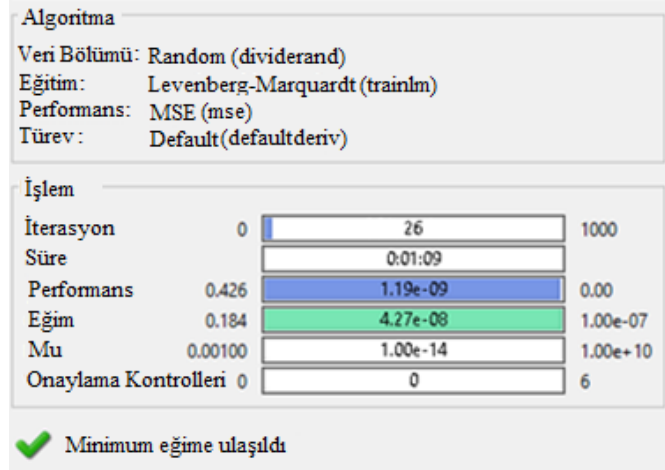 Algoritma
Veri Bölümü: Random (dividerand)
Eğitim: Levenberg-Marquardt (trainlm)
Performans: MSE (mse)
Türev : Default(defaultderiv)
İşlem
İterasyon 0 26 1000
Süre 0:01:09
Performans 0.426 1.19e-09 0.00
Eğim 0.184 4.27e-08 1.00e-07
Mu 0.00100 1.00e-14 1.00e+10
Onaylama Kontrolleri 0 0 6
Minimum eğime ulaşıldı